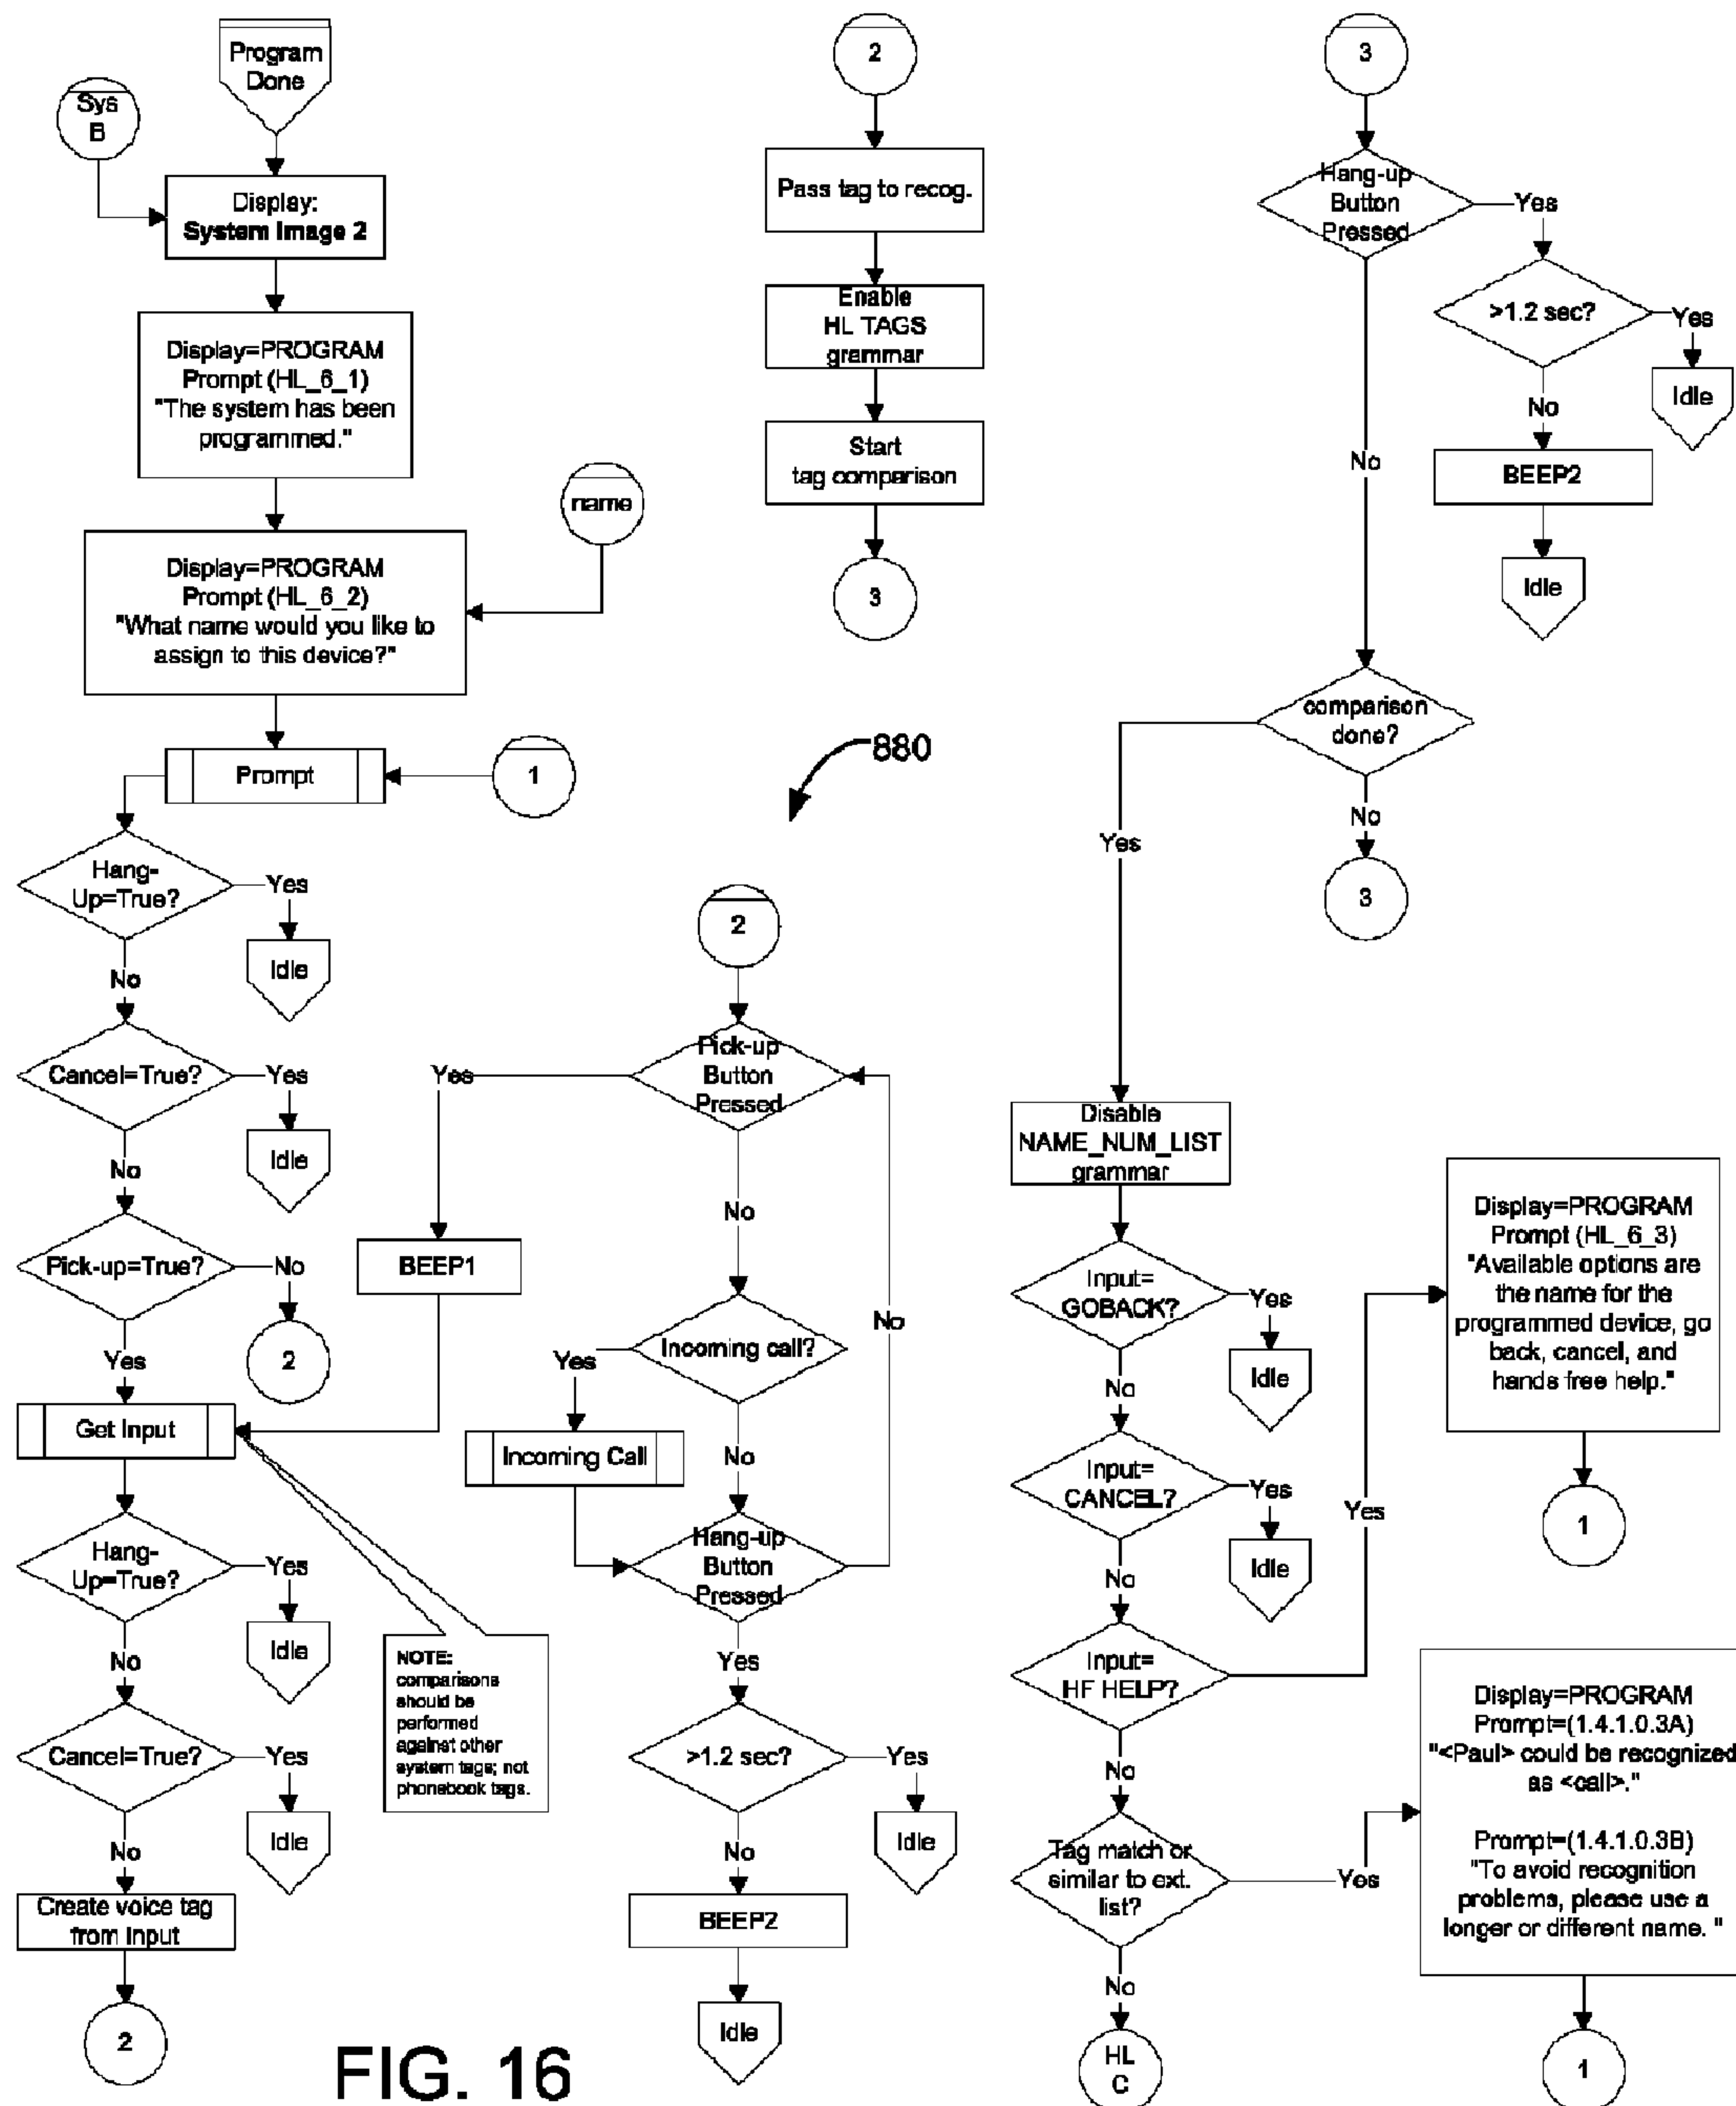 Program
Done
Sys
B
Display:
System Image 2
Display=PROGRAM
Prompt (HL_6_1)
"The system has been
programmed."
name
Display=PROGRAM
Prompt (HL_6_2)
"What name would you like to
assign to this device?"
Prompt
1
Hang-
Up=True?
Yes
Idle
No
Cancel=True?
Yes
Idle
No
Pick-up=True?
No
2
Yes
Get Input
Hang-
Up=True?
Yes
Idle
No
Cancel=True?
Yes
Idle
No
Create voice tag
from Input
2
NOTE:
comparisons
should be
performed
against other
system tags; not
phonebook tags.
2
Pass tag to recog.
Enable
HL TAGS
grammar
Start
tag comparison
3
880
2
Pick-up
Button
Pressed
Yes
BEEP1
No
Incoming call?
Yes
Incoming Call
No
No
Hang-up
Button
Pressed
Yes
>1.2 sec?
Yes
Idle
No
BEEP2
Idle
3
Hang-up
Button
Pressed
Yes
>1.2 sec?
Yes
Idle
No
BEEP2
Idle
No
comparison
done?
No
3
Yes
Disable
NAME_NUM_LIST
grammar
Input=
GOBACK?
Yes
Idle
No
Input=
CANCEL?
Yes
Idle
No
Input=
HF HELP?
Yes
Display=PROGRAM
Prompt (HL_6_3)
"Available options are
the name for the
programmed device, go
back, cancel, and
hands free help."
1
No
Tag match or
similar to ext.
list?
Yes
Display=PROGRAM
Prompt=(1.4.1.0.3A)
"<Paul> could be recognized
as <call>."
Prompt=(1.4.1.0.3B)
"To avoid recognition
problems, please use a
longer or different name. "
1
No
HL
C
FIG. 16